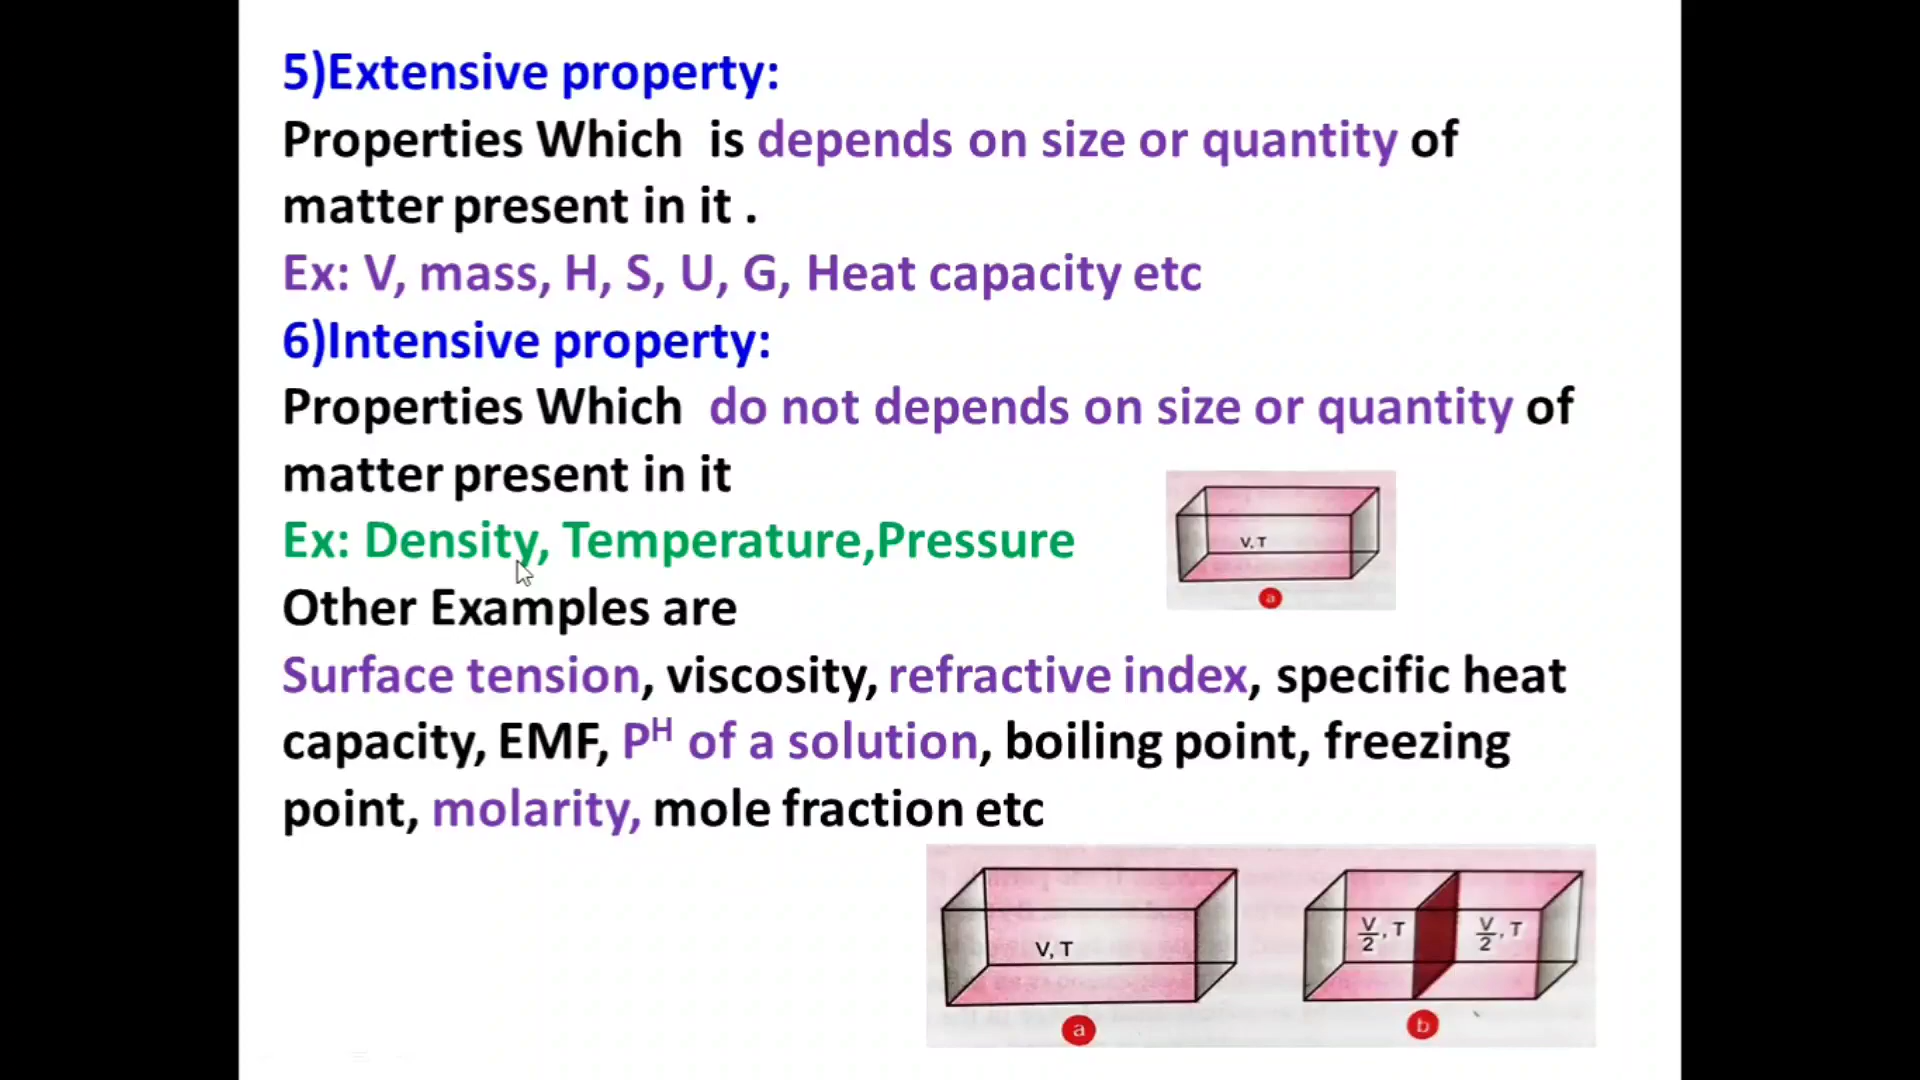 5)Extensive property:
Properties Which is depends on size or quantity of
matter present in it .
Ex: V, mass, H, S, U, G, Heat capacity etc
6)Intensive property:
Properties Which do not depends on size or quantity of
matter present in it
Ex: Density, Temperature,Pressure
V, T
a
Other Examples are
Surface tension, viscosity, refractive index, specific heat
capacity, EMF, Pᴴ of a solution, boiling point, freezing
point, molarity, mole fraction etc
V, T
a
V/2, T
V/2, T
b